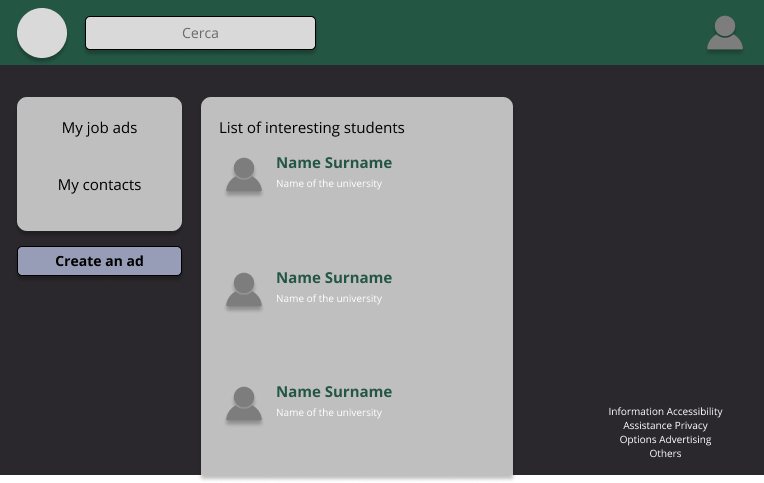 Cerca
My job ads
My contacts
Create an ad
List of interesting students
Name Surname
Name of the university
Name Surname
Name of the university
Name Surname
Name of the university
Information Accessibility
Assistance Privacy
Options Advertising
Others